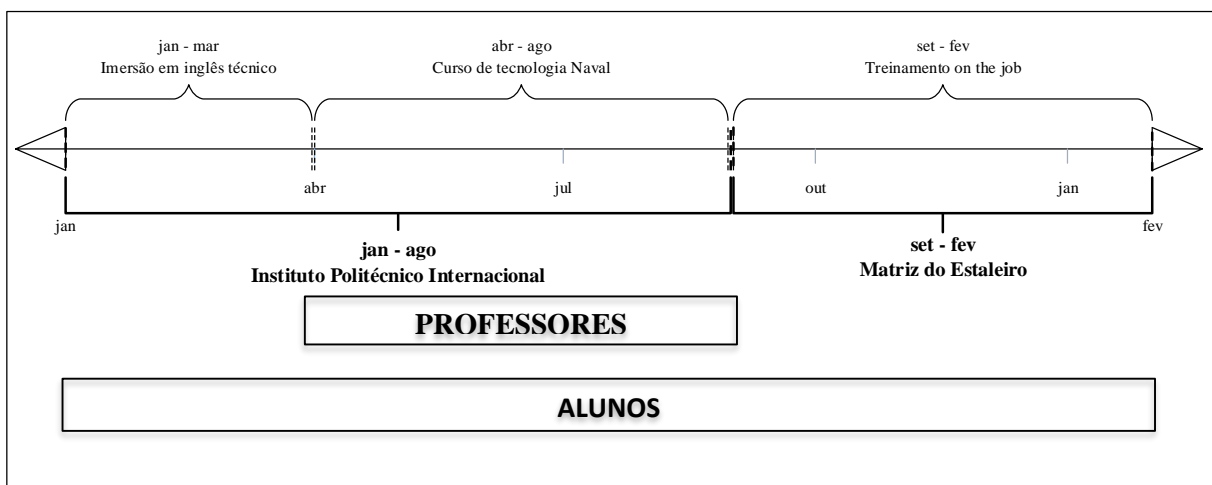 jan - mar
Imersão em inglês técnico
abr - ago
Curso de tecnologia Naval
set - fev
Treinamento on the job
abr
jul
out
jan
jan
fev
jan - ago
Instituto Politécnico Internacional
set - fev
Matriz do Estaleiro
PROFESSORES
ALUNOS